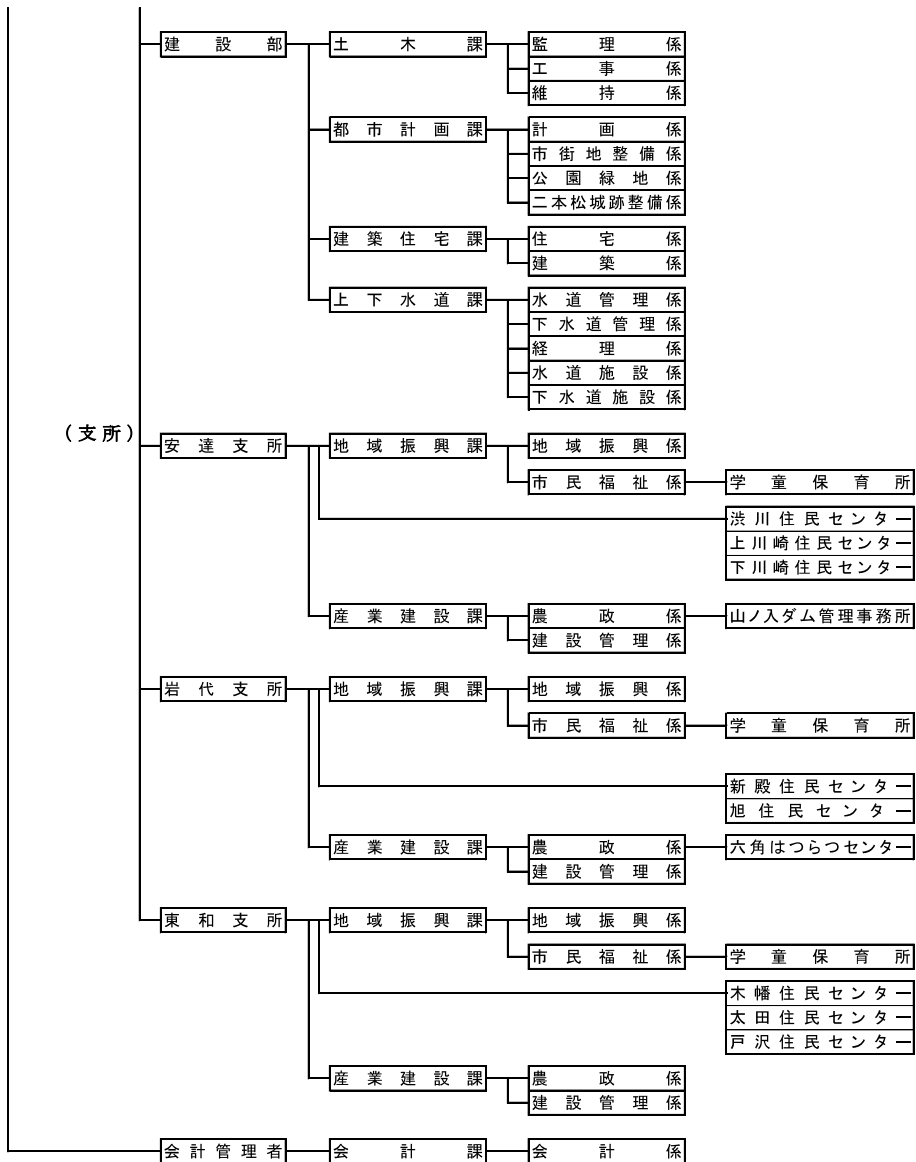 建設部 土木課 監理係
工事係
維持係
都市計画課 計画係
市街地整備係
公園緑地係
二本松城跡整備係
建築住宅課 住宅係
建築係
上下水道課 水道管理係
下水道管理係
経理係
水道施設係
下水道施設係
(支所)
安達支所 地域振興課 地域振興係
市民福祉係 学童保育所
渋川住民センター
上川崎住民センター
下川崎住民センター
産業建設課 農政係 山ノ入ダム管理事務所
建設管理係
岩代支所 地域振興課 地域振興係
市民福祉係 学童保育所
新殿住民センター
旭住民センター
産業建設課 農政係 六角はつらつセンター
建設管理係
東和支所 地域振興課 地域振興係
市民福祉係 学童保育所
木幡住民センター
太田住民センター
戸沢住民センター
産業建設課 農政係
建設管理係
会計管理者 会計課 会計係